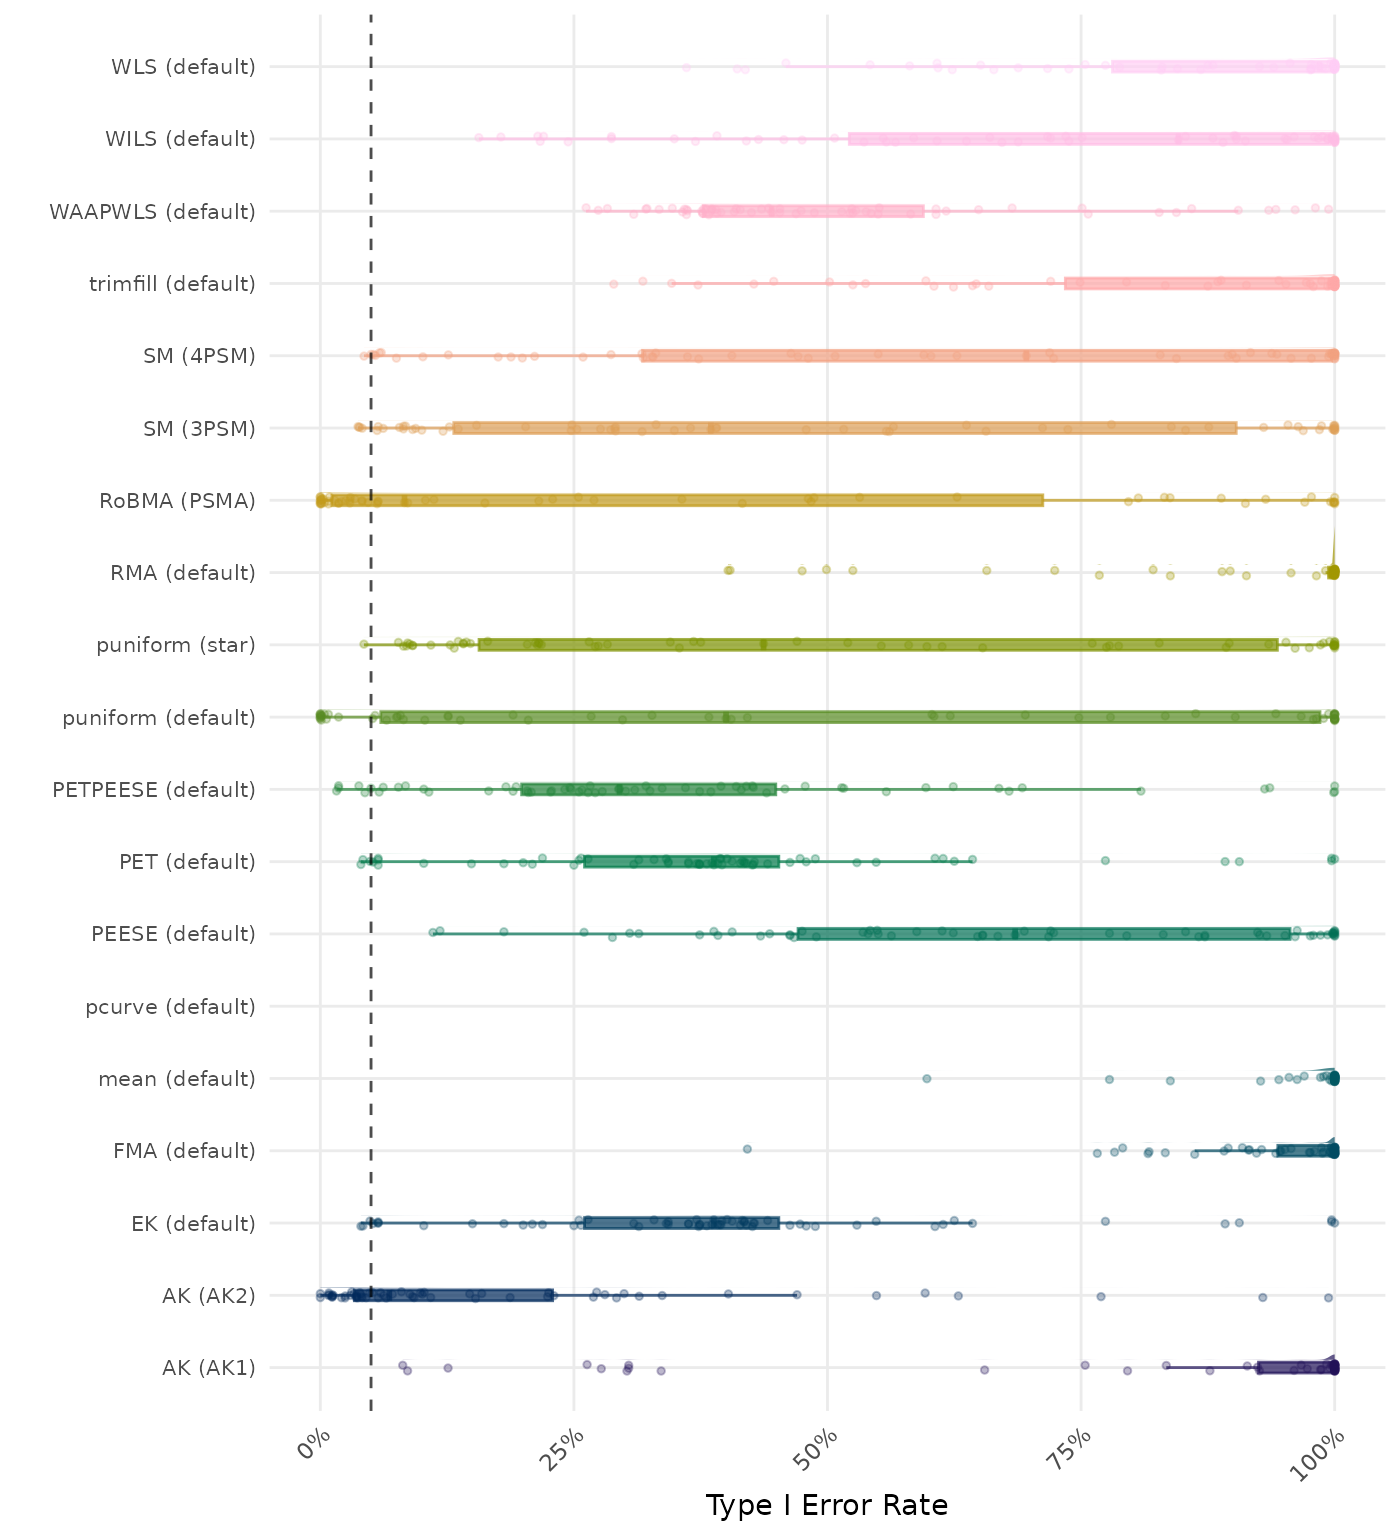 WLS (default)
WILS (default)
WAAPWLS (default)
trimfill (default)
SM (4PSM)
SM (3PSM)
RoBMA (PSMA)
RMA (default)
puniform (star)
puniform (default)
PETPEESE (default)
PET (default)
PEESE (default)
pcurve (default)
mean (default)
FMA (default)
EK (default)
AK (AK2)
AK (AK1)
0% 25% 50% 75% 100%
Type I Error Rate